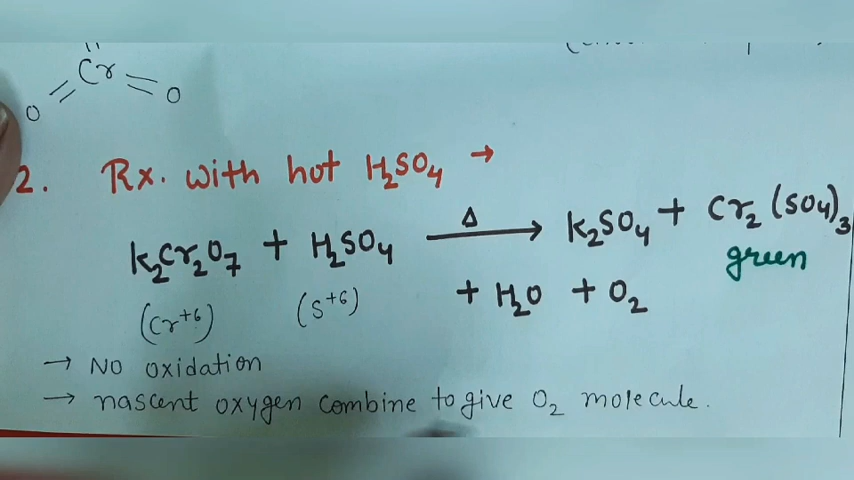 Cr
O O
2. Rx. with hot H₂SO₄ →
K₂Cr₂O₇ + H₂SO₄ —Δ→ K₂SO₄ + Cr₂(SO₄)₃
green
+ H₂O + O₂
(Cr⁺⁶) (S⁺⁶)
→ No oxidation
→ nascent oxygen combine to give O₂ molecule.